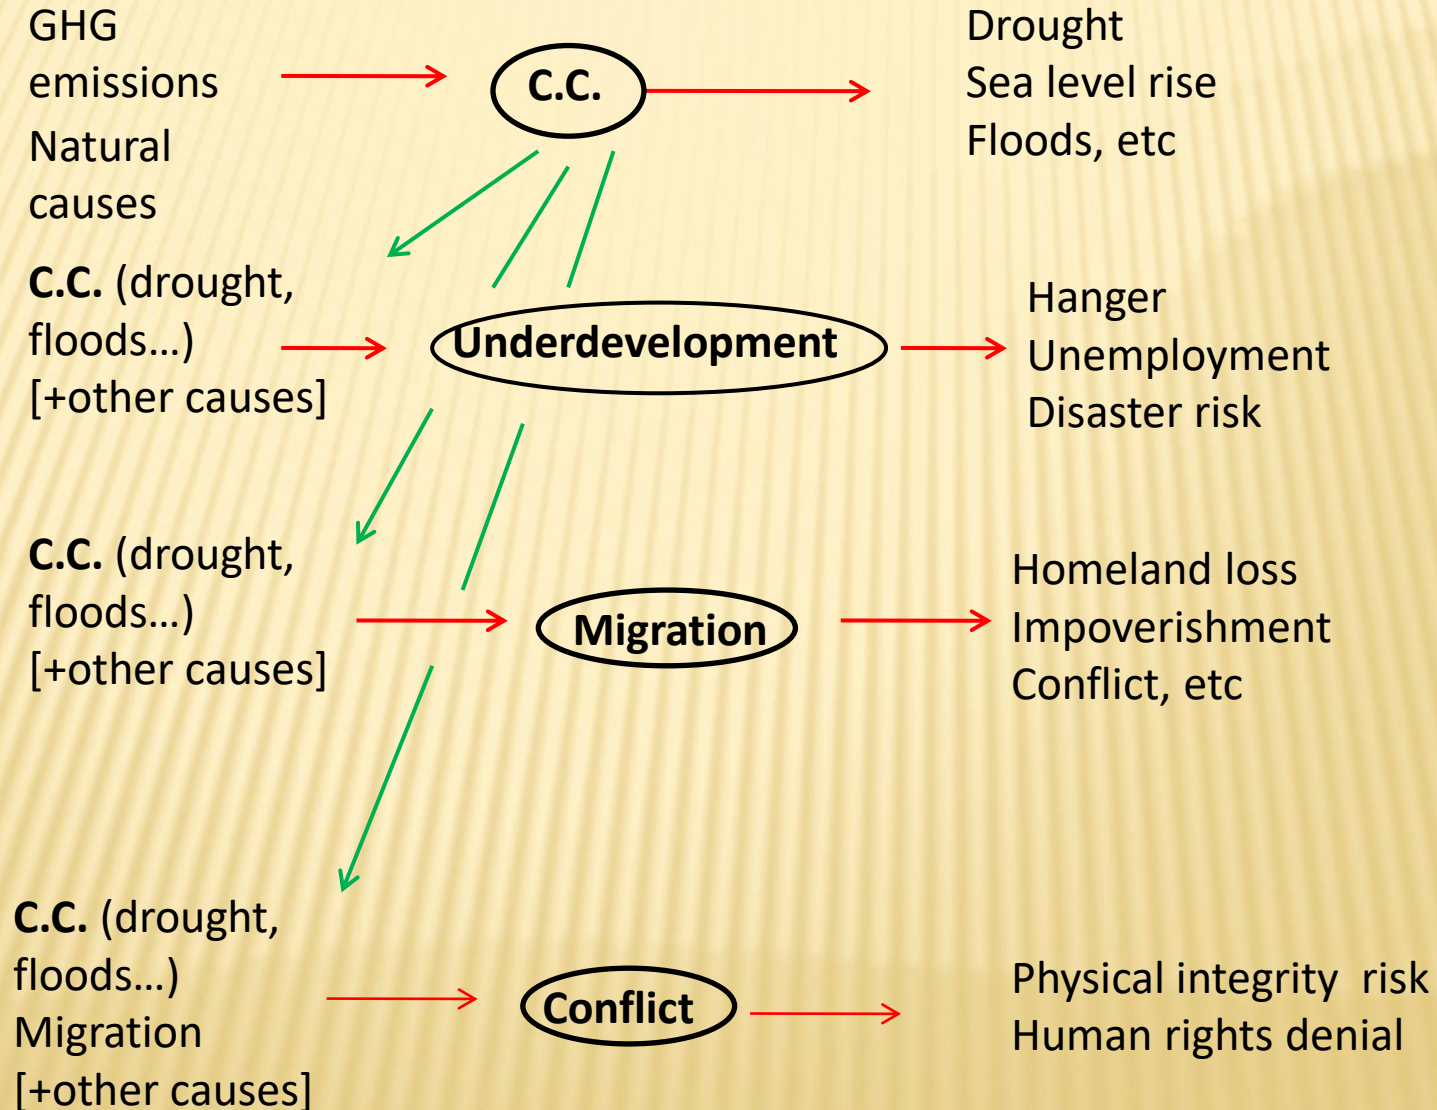 GHG
emissions
Natural
causes
C.C.
Drought
Sea level rise
Floods, etc
C.C. (drought,
floods...)
[+other causes]
Underdevelopment
Hanger
Unemployment
Disaster risk
C.C. (drought,
floods...)
[+other causes]
Migration
Homeland loss
Impoverishment
Conflict, etc
C.C. (drought,
floods...)
Migration
[+other causes]
Conflict
Physical integrity risk
Human rights denial